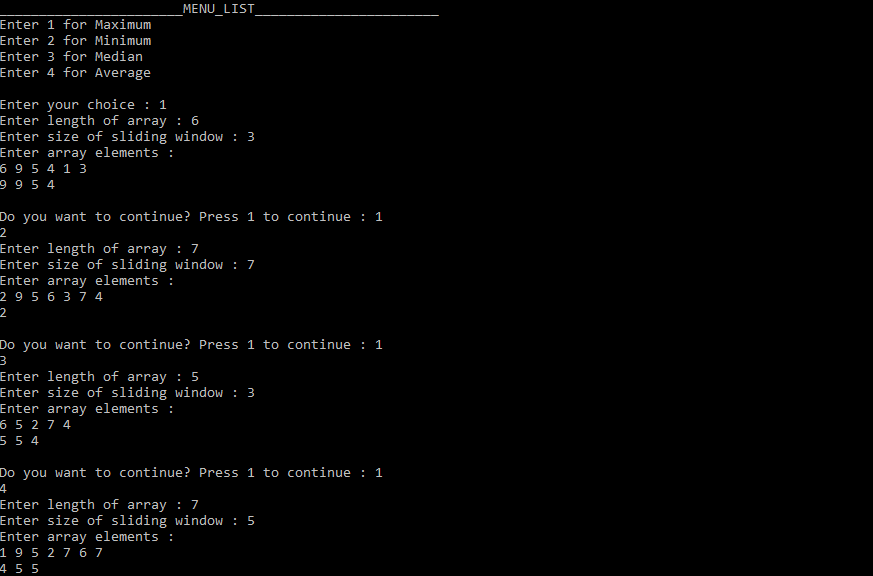 _______________________MENU_LIST_______________________
Enter 1 for Maximum
Enter 2 for Minimum
Enter 3 for Median
Enter 4 for Average
Enter your choice : 1
Enter length of array : 6
Enter size of sliding window : 3
Enter array elements :
6 9 5 4 1 3
9 9 5 4
Do you want to continue? Press 1 to continue : 1
2
Enter length of array : 7
Enter size of sliding window : 7
Enter array elements :
2 9 5 6 3 7 4
2
Do you want to continue? Press 1 to continue : 1
3
Enter length of array : 5
Enter size of sliding window : 3
Enter array elements :
6 5 2 7 4
5 5 4
Do you want to continue? Press 1 to continue : 1
4
Enter length of array : 7
Enter size of sliding window : 5
Enter array elements :
1 9 5 2 7 6 7
4 5 5